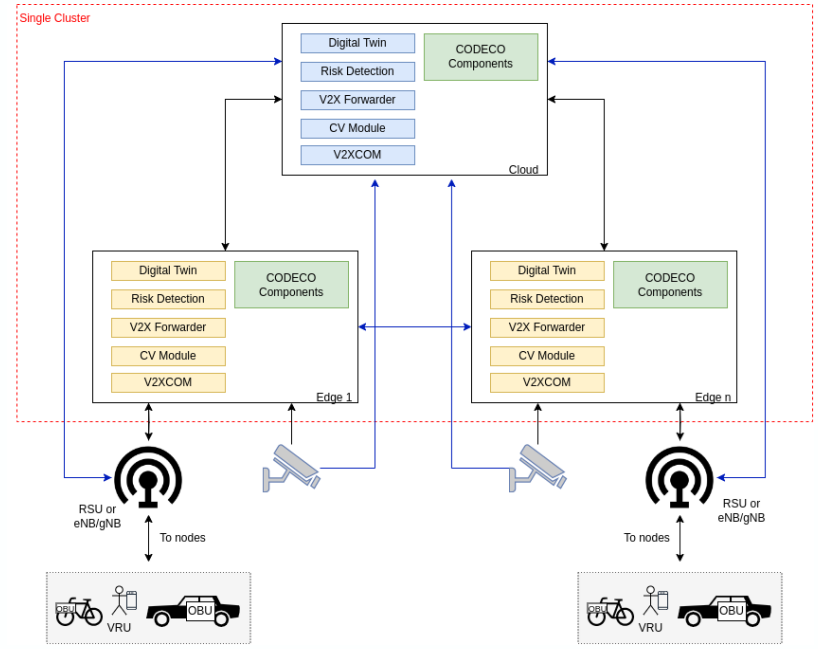 Single Cluster
Digital Twin
Risk Detection
V2X Forwarder
CV Module
V2XCOM
CODECO
Components
Cloud
Digital Twin
Risk Detection
V2X Forwarder
CV Module
V2XCOM
CODECO
Components
Edge 1
Digital Twin
Risk Detection
V2X Forwarder
CV Module
V2XCOM
CODECO
Components
Edge n
RSU or
eNB/gNB
To nodes
RSU or
eNB/gNB
To nodes
OBU
VRU
OBU
OBU
VRU
OBU